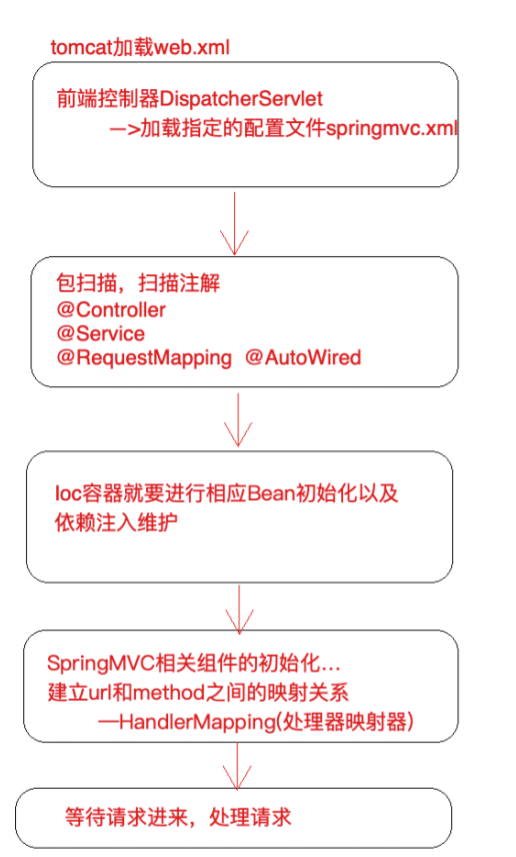 tomcat加载web.xml
前端控制器DispatcherServlet
—>加载指定的配置文件springmvc.xml
包扫描，扫描注解
@Controller
@Service
@RequestMapping @AutoWired
Ioc容器就要进行相应Bean初始化以及
依赖注入维护
SpringMVC相关组件的初始化...
建立url和method之间的映射关系
—HandlerMapping(处理器映射器)
等待请求进来，处理请求